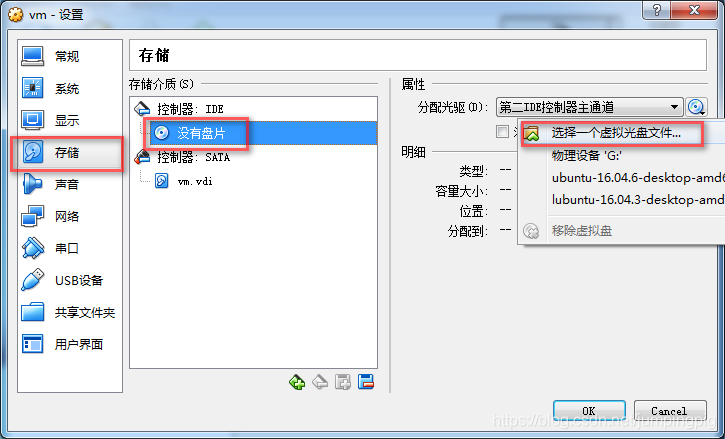 vm - 设置
常规
系统
显示
存储
声音
网络
串口
USB设备
共享文件夹
用户界面
存储
存储介质(S)
控制器: IDE
没有盘片
控制器: SATA
vm.vdi
属性
分配光驱(D): 第二IDE控制器主通道
选择一个虚拟光盘文件...
物理设备 'G:'
ubuntu-16.04.6-desktop-amd6
lubuntu-16.04.3-desktop-amd
移除虚拟盘
明细
类型: --
容量大小: --
位置: --
分配到: --
OK
Cancel
https://blog.csdn.net/jumpingpig